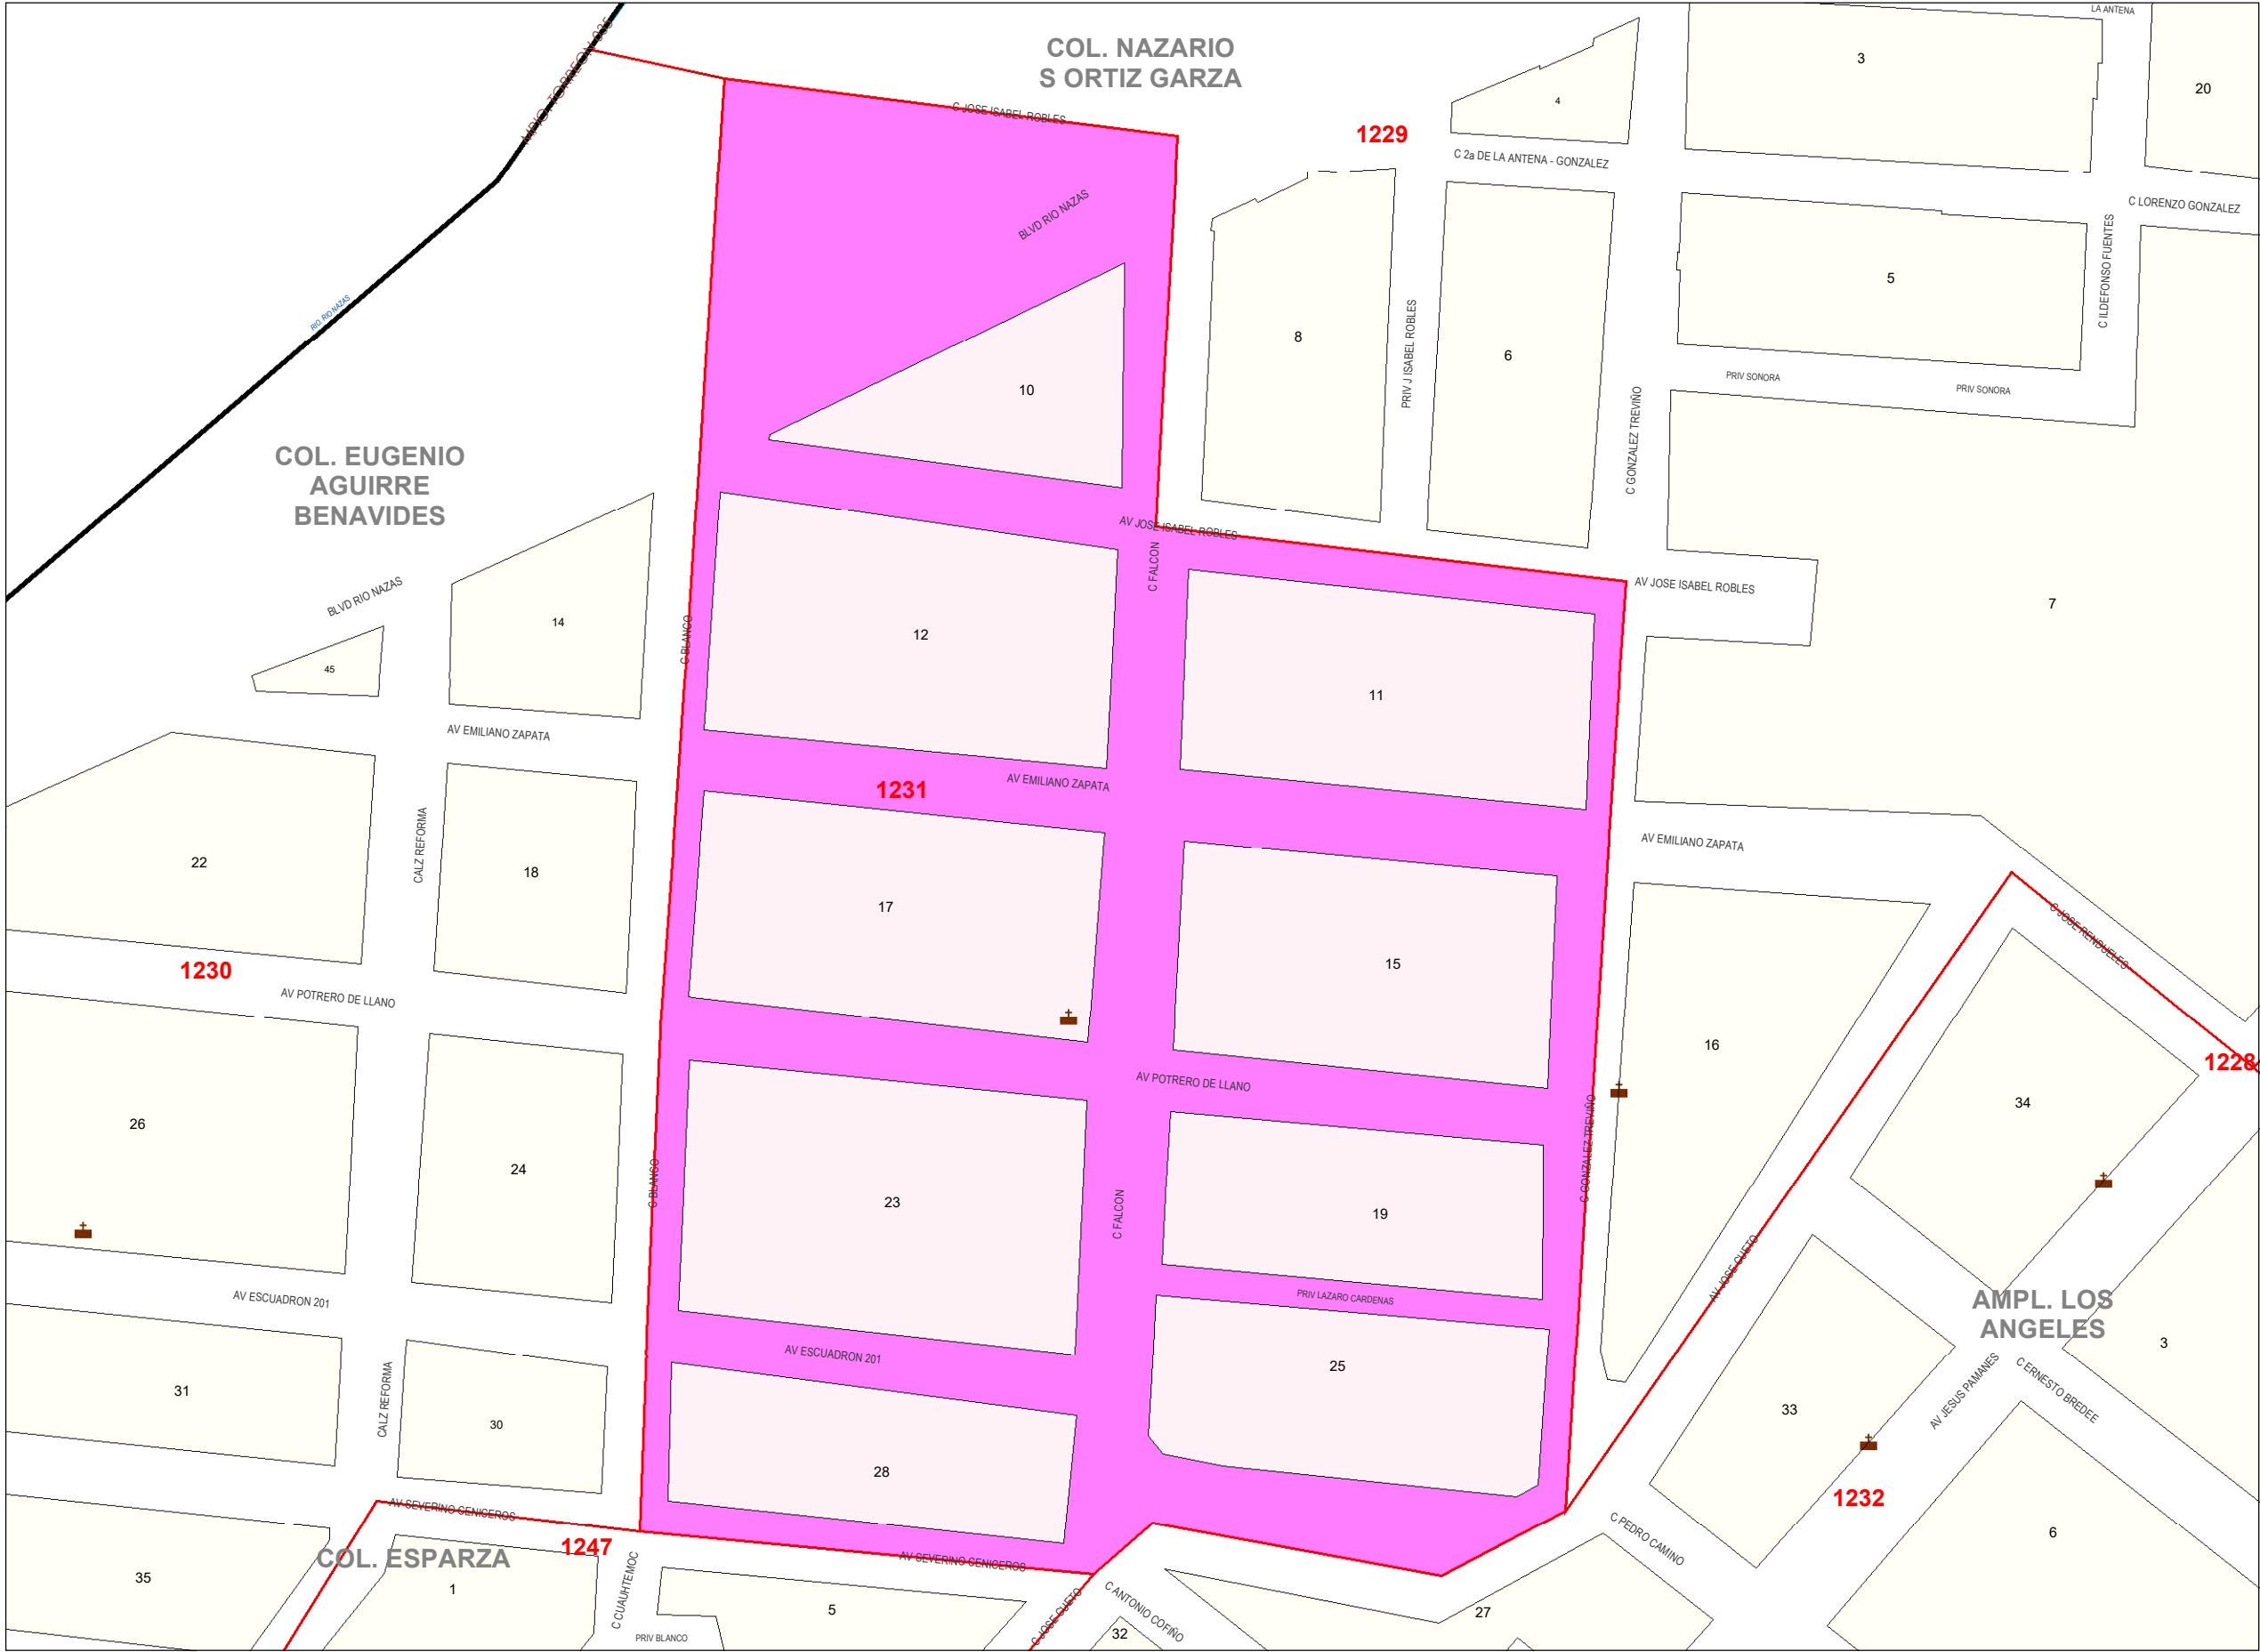 LA ANTENA
MPIO. TORREON 035
COL. NAZARIO
S ORTIZ GARZA
3
20
4
C JOSE ISABEL ROBLES
1229
C 2a DE LA ANTENA - GONZALEZ
C LORENZO GONZALEZ
BLVD RIO NAZAS
C ILDEFONSO FUENTES
RIO RIO NAZAS
5
8
6
PRIV J ISABEL ROBLES
PRIV SONORA
PRIV SONORA
10
C GONZALEZ TREVIÑO
COL. EUGENIO
AGUIRRE
BENAVIDES
AV JOSE ISABEL ROBLES
C FALCON
AV JOSE ISABEL ROBLES
BLVD RIO NAZAS
7
14
12
C BLANCO
45
11
AV EMILIANO ZAPATA
AV EMILIANO ZAPATA
1231
AV EMILIANO ZAPATA
CALZ REFORMA
22
18
17
15
C JOSE RENDUELES
1230
AV POTRERO DE LLANO
16
1228
AV POTRERO DE LLANO
34
26
C GONZALEZ TREVIÑO
24
C BLANCO
23
C FALCON
19
AV JOSE CUETO
AV ESCUADRON 201
PRIV LAZARO CARDENAS
AMPL. LOS
ANGELES
3
AV ESCUADRON 201
25
31
CALZ REFORMA
AV JESUS PAMANES
C ERNESTO BREDEE
30
33
28
1232
AV SEVERINO CENICEROS
C PEDRO CAMINO
6
1247
COL. ESPARZA
AV SEVERINO CENICEROS
35
1
C CUAUHTEMOC
5
C JOSE CUETO
C ANTONIO COFIÑO
27
32
PRIV BLANCO